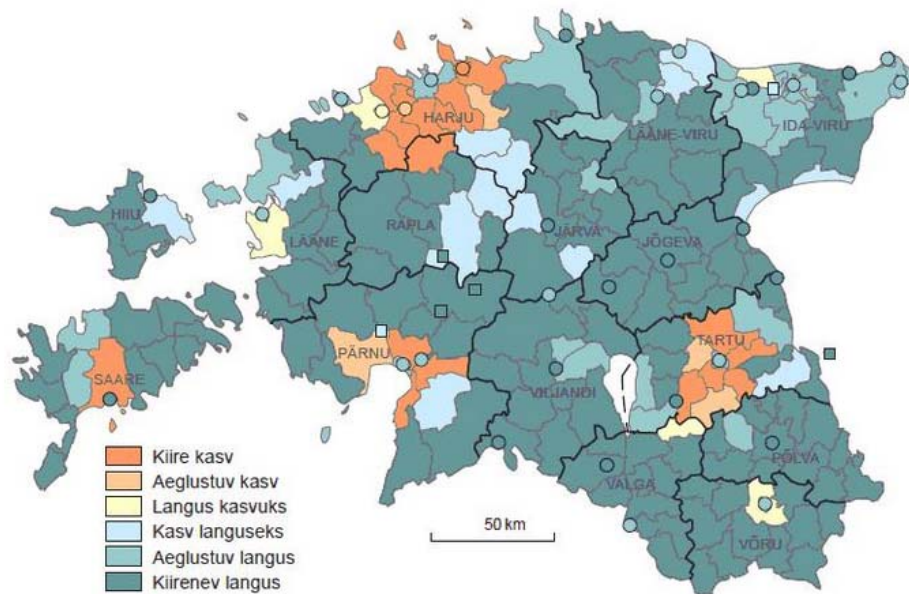 HARJU
LÄÄNE-VIRU
IDA-VIRU
HIIU
LÄÄNE
RAPLA
JÄRVA
JÕGEVA
SAARE
PÄRNU
VILJANDI
TARTU
PÕLVA
VALGA
VÕRU
Kiire kasv
Aeglustuv kasv
Langus kasvuks
Kasv languseks
Aeglustuv langus
Kiirenev langus
50 km